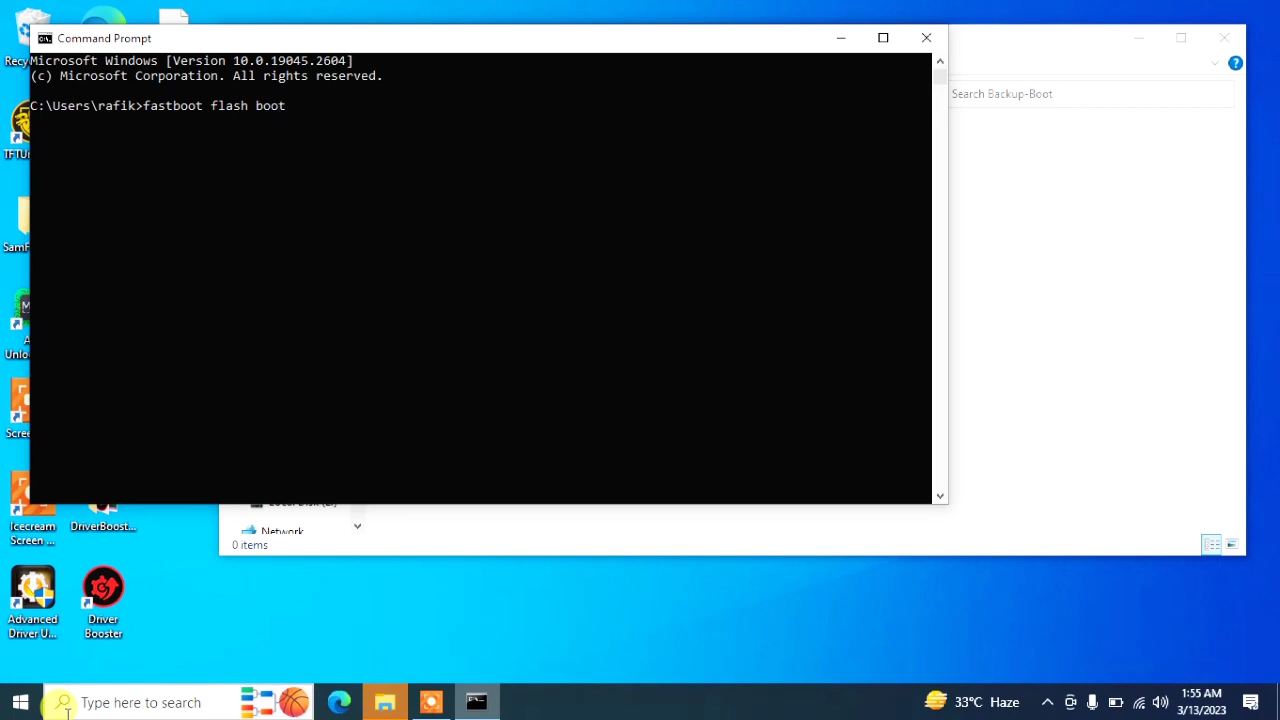 Command Prompt
Microsoft Windows [Version 10.0.19045.2604]
(c) Microsoft Corporation. All rights reserved.
C:\Users\rafik>fastboot flash boot
Search Backup-Boot
Network
0 items
DriverBoost...
Icecream
Screen ...
Advanced
Driver U...
Driver
Booster
Type here to search
33°C Haze
1:55 AM
3/13/2023